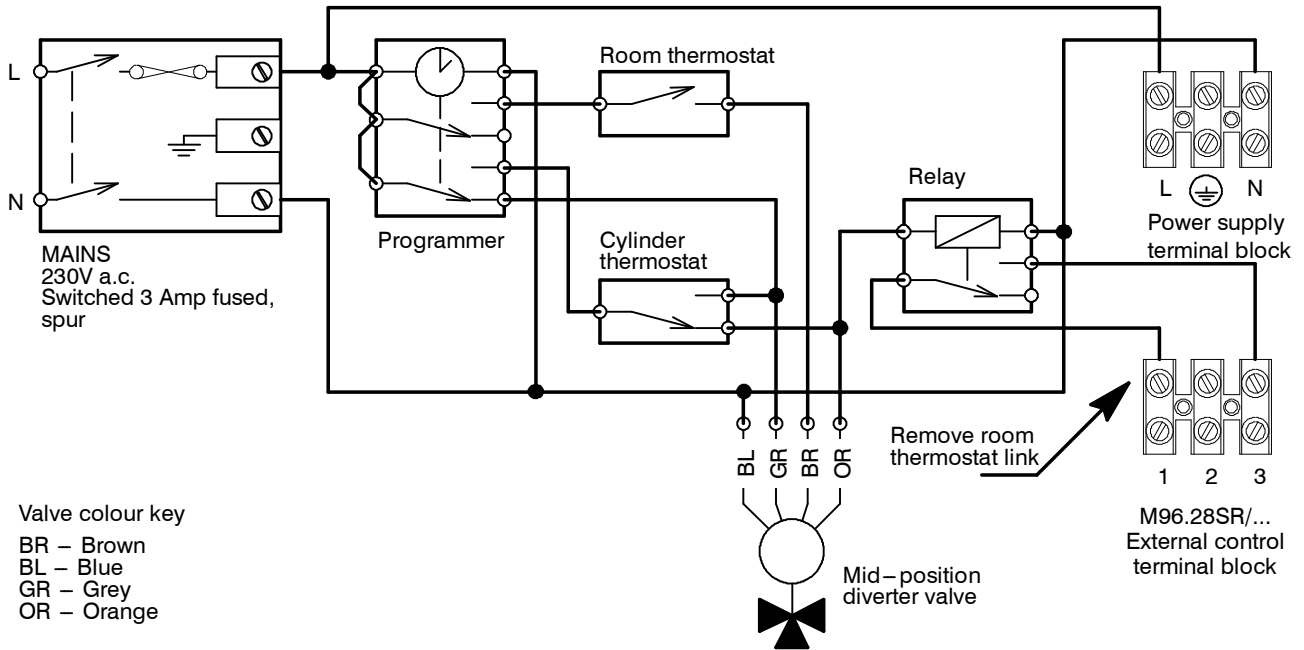 L
N
MAINS
230V a.c.
Switched 3 Amp fused,
spur
Programmer
Room thermostat
Cylinder
thermostat
Relay
L
N
Power supply
terminal block
Remove room
thermostat link
1 2 3
M96.28SR/...
External control
terminal block
BL
GR
BR
OR
Mid–position
diverter valve
Valve colour key
BR – Brown
BL – Blue
GR – Grey
OR – Orange